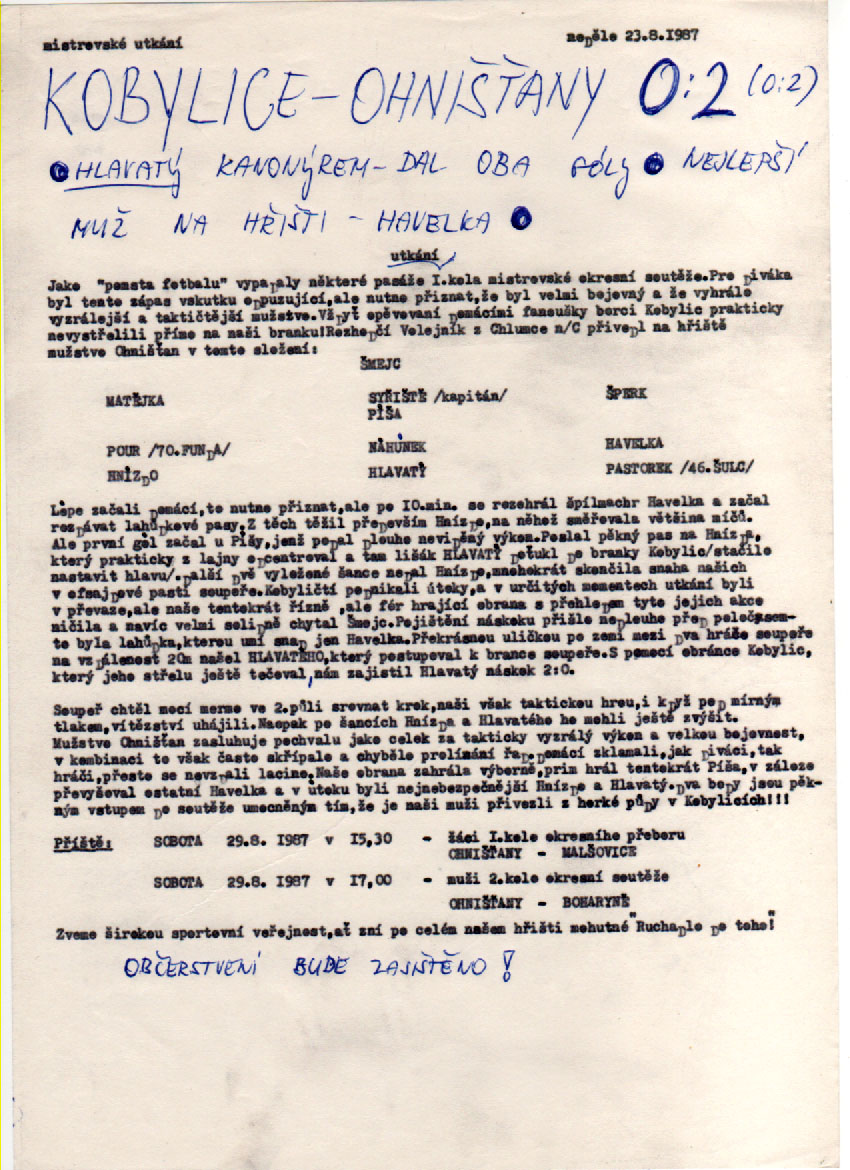 mistrovské utkání neděle 23.8.1987
KOBYLICE - OHNIŠŤANY 0:2 (0:2)
● HLAVATÝ KANONÝREM - DAL OBA GÓLY ● NEJLEPŠÍ
MUŽ NA HŘIŠTI - HAVELKA ●
utkání
Jako "pomsta fotbalu" vypadaly některé pasáže I.kola mistrovské okresní soutěže.Pro diváka
byl tento zápas vskutku odpuzující,ale nutno přiznat,že byl velmi bojovný a že vyhrálo
vyzrálejší a taktičtější mužstvo.Vždyť opěvovaní domácími fanoušky borci Kobylic prakticky
nevystřelili přímo na naši branku!Rozhodčí Volejník z Chlumce n/C přivedl na hřiště
mužstvo Ohnišťan v tomto složení:
ŠMEJC
MATĚJKA SYŘIŠTĚ /kapitán/ ŠPERK
PÍŠA
POUR /70.FUNDA/ NÁHUNEK HAVELKA
HNÍZDO HLAVATÝ PASTOREK /46.ŠULC/
Lépe začali domácí,to nutno přiznat,ale po IO.min. se rozehrál špílmachr Havelka a začal
rozdávat lahůdkové pasy.Z těch těžil především Hnízdo,na něhož směřovala většina míčů.
Ale první gól začal u Píšy,jenž podal dlouho neviděný výkon.Poslal pěkný pas na Hnízda,
který prakticky z lajny odcentroval a tam lišák HLAVATÝ doťukl do branky Kobylic/stačilo
nastavit hlavu/.Další dvě vyložené šance nedal Hnízdo,mnohokrát skončila snaha našich
v ofsajdové pasti soupeře.Kobyličtí podnikali útoky,a v určitých momentech utkání byli
v převaze,ale naše tentokrát řízně ,ale fér hrající obrana s přehledem tyto jejich akce
ničila a navíc velmi solidně chytal Šmejc.Pojištění náskoku přišlo nedlouho před poločasem-
to byla lahůdka,kterou umí snad jen Havelka.Překrásnou uličkou po zemi mezi dva hráče soupeře
na vzdálenost 20m našel HLAVATÉHO,který postupoval k brance soupeře.S pomocí obránce Kobylic,
který jeho střelu ještě tečoval,nám zajistil Hlavatý náskok 2:0.
Soupeř chtěl mocí mermo ve 2.půli srovnat krok,naši však taktickou hrou,i když pod mírným
tlakem,vítězství uhájili.Naopak po šancích Hnízda a Hlavatého ho mohli ještě zvýšit.
Mužstvo Ohnišťan zasluhuje pochvalu jako celek za takticky vyzrálý výkon a velkou bojovnost,
v kombinaci to však často skřípalo a chybělo prolínání řad.Domácí zklamali,jak diváci,tak
hráči,přesto se nevzdali lacino.Naše obrana zahrála výborně,prim hrál tentokrát Píša,v záloze
převyšoval ostatní Havelka a v útoku byli nejnebezpečnější Hnízdo a Hlavatý.Dva body jsou pěk-
ným vstupem do soutěže umocněným tím,že je naši muži přivezli z horké půdy v Kobylicích!!!
Příště: SOBOTA 29.8. I987 v I5,30 - žáci I.kolo okresního přeboru
OHNIŠŤANY - MALŠOVICE
SOBOTA 29.8. I987 v I7,00 - muži 2.kolo okresní soutěže
OHNIŠŤANY - BOHARYNĚ
Zveme širokou sportovní veřejnost,ať zní po celém našem hřišti mohutné "Ruchadlo do toho!"
OBČERSTVENÍ BUDE ZAJIŠTĚNO !